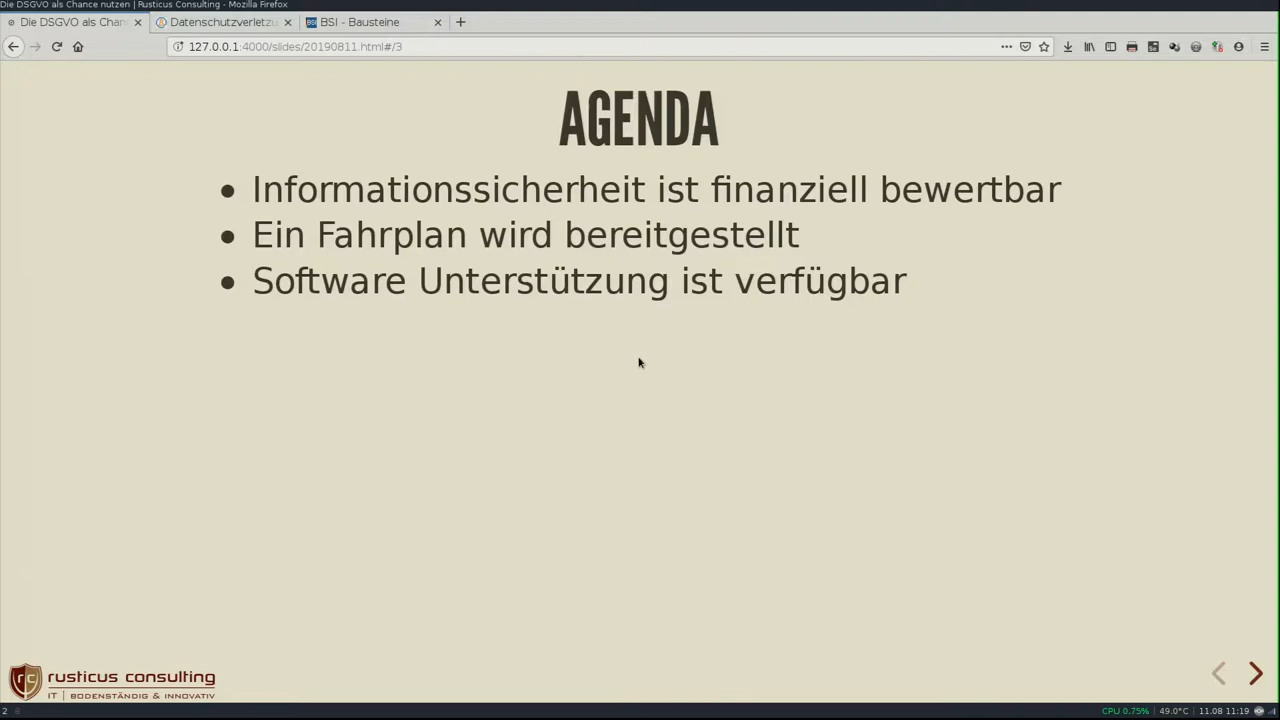 Die DSGVO als Chance nutzen | Rusticus Consulting - Mozilla Firefox
Die DSGVO als Chan
Datenschutzverletzu
BSI - Bausteine
127.0.0.1:4000/slides/20190811.html#/3
AGENDA
Informationssicherheit ist finanziell bewertbar
Ein Fahrplan wird bereitgestellt
Software Unterstützung ist verfügbar
rc
rusticus consulting
IT | BODENSTÄNDIG & INNOVATIV
2 CPU 0.75% 49.0°C 11.08 11:19